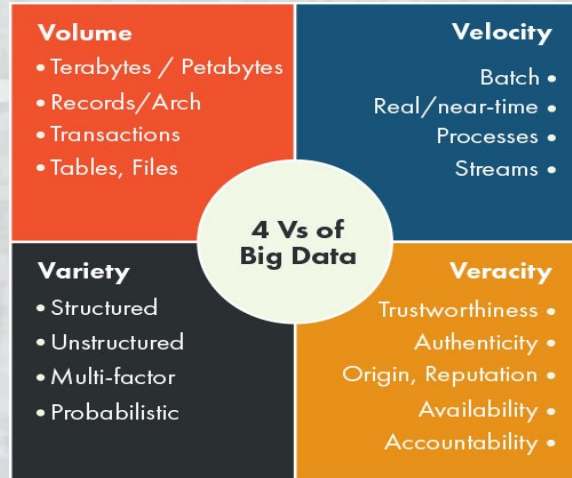 Volume
• Terabytes / Petabytes
• Records/Arch
• Transactions
• Tables, Files
Velocity
Batch •
Real/near-time •
Processes •
Streams •
4 Vs of
Big Data
Variety
• Structured
• Unstructured
• Multi-factor
• Probabilistic
Veracity
Trustworthiness •
Authenticity •
Origin, Reputation •
Availability •
Accountability •